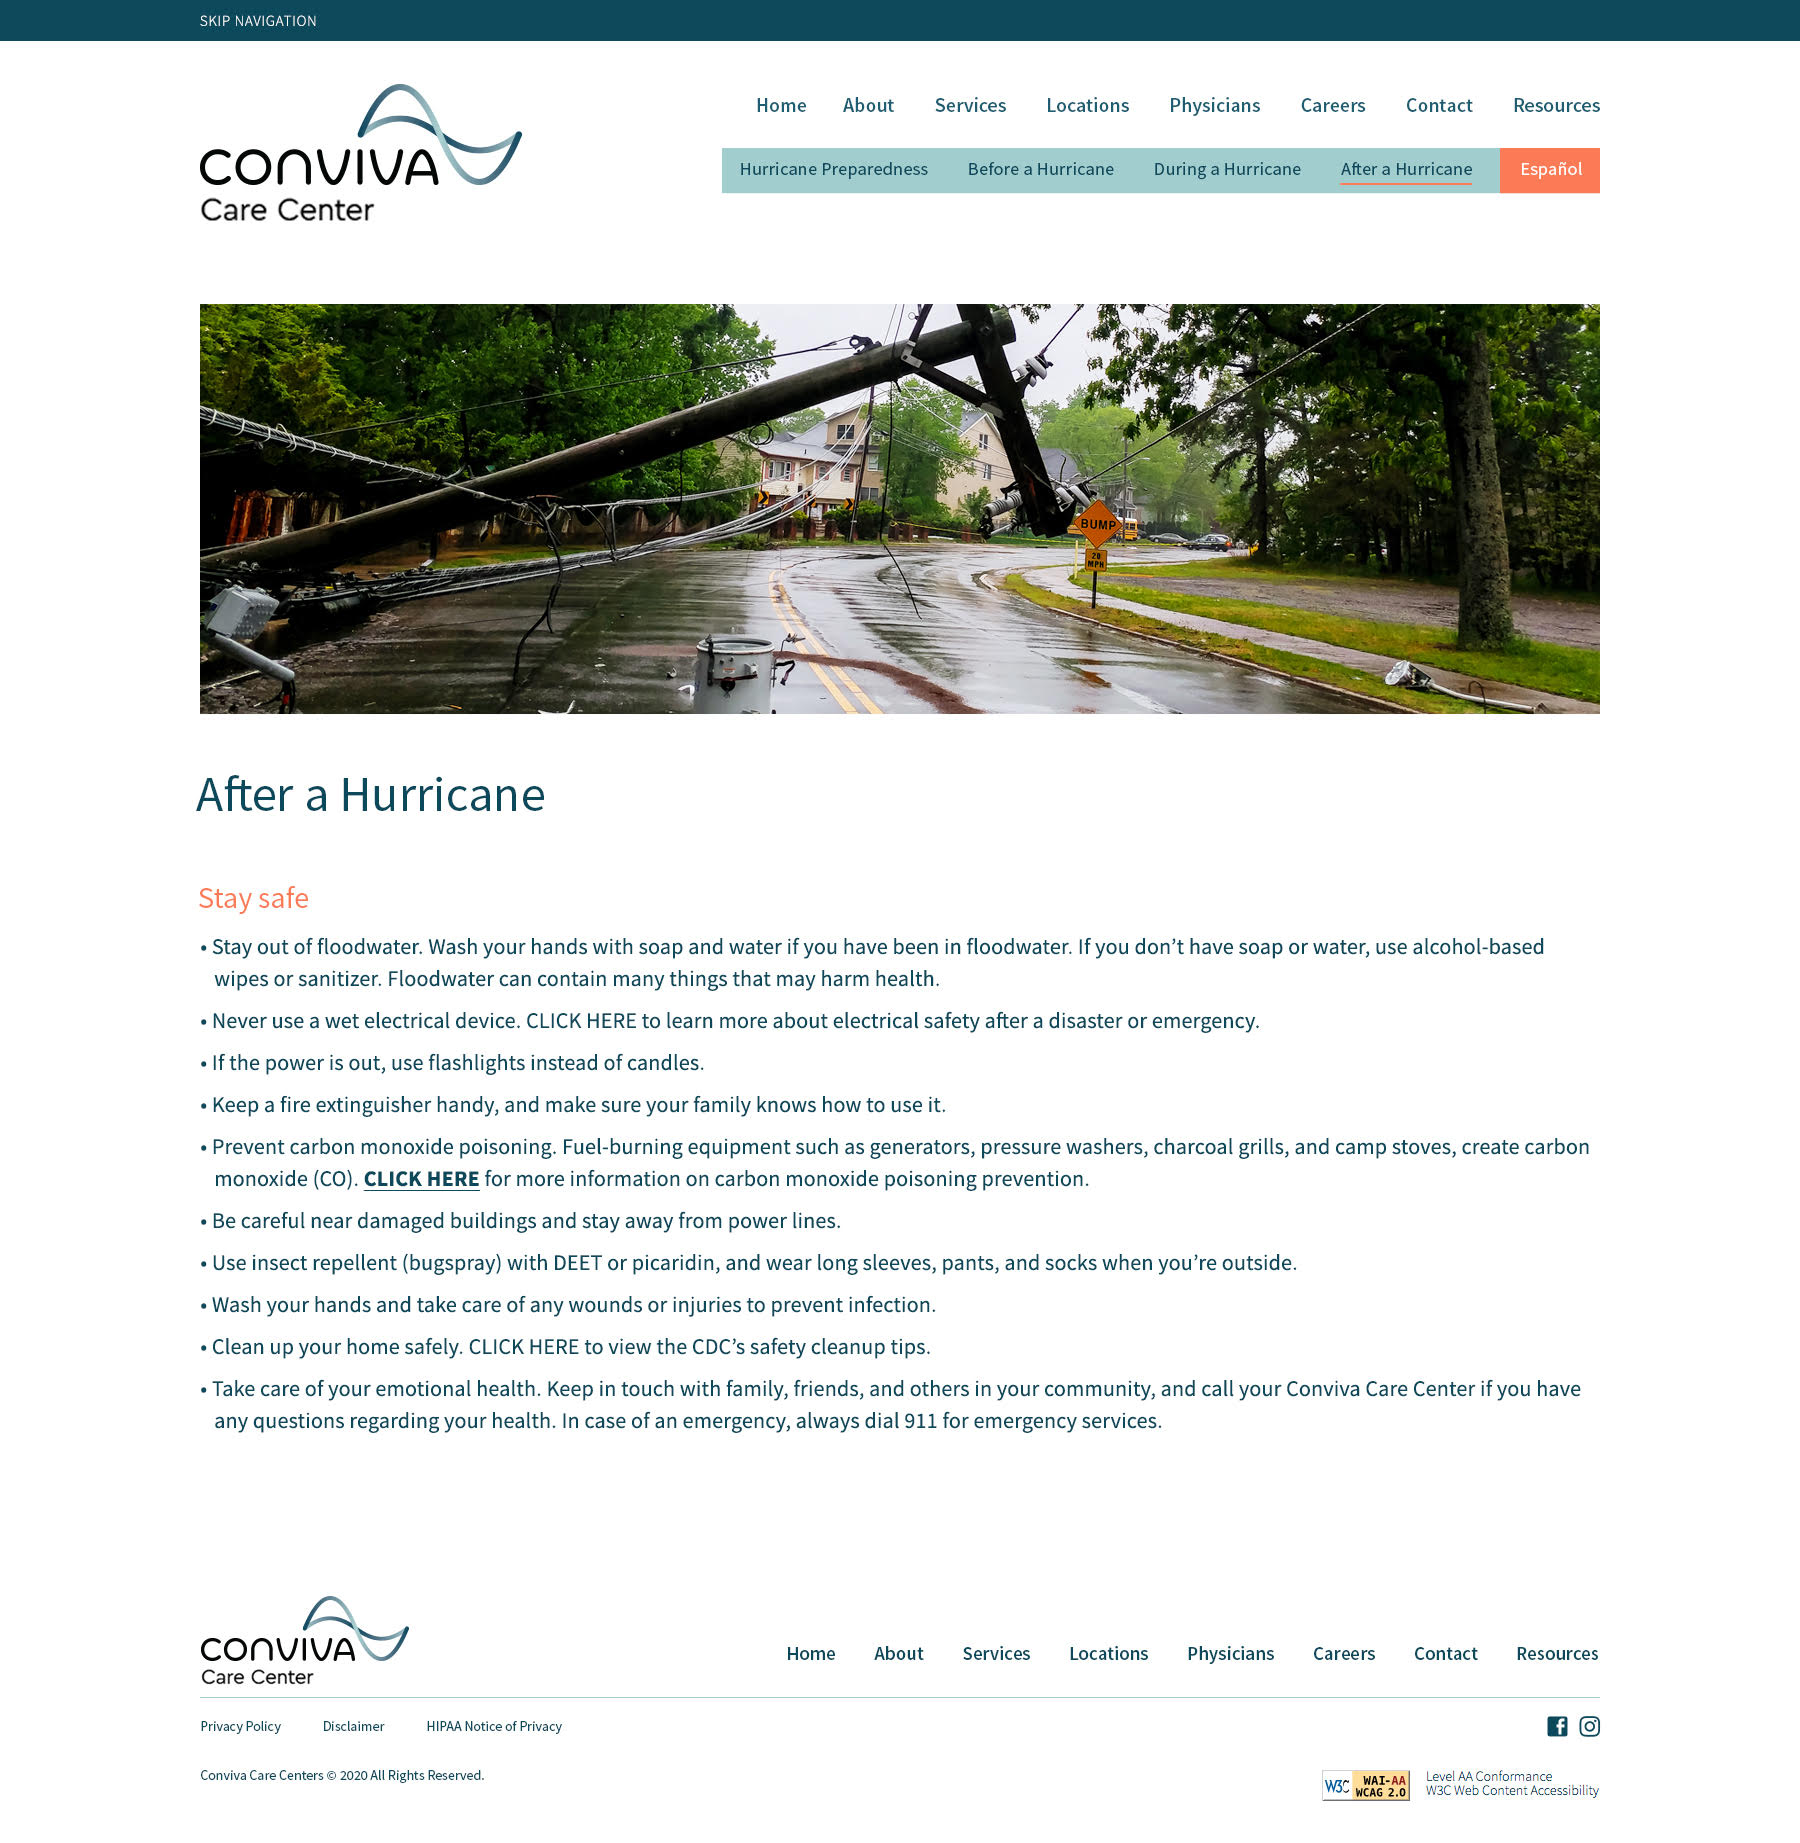 SKIP NAVIGATION
CONVIVA
Care Center
Home About Services Locations Physicians Careers Contact Resources
Hurricane Preparedness Before a Hurricane During a Hurricane After a Hurricane Español
BUMP
20
MPH
After a Hurricane
Stay safe
• Stay out of floodwater. Wash your hands with soap and water if you have been in floodwater. If you don’t have soap or water, use alcohol-based
wipes or sanitizer. Floodwater can contain many things that may harm health.
• Never use a wet electrical device. CLICK HERE to learn more about electrical safety after a disaster or emergency.
• If the power is out, use flashlights instead of candles.
• Keep a fire extinguisher handy, and make sure your family knows how to use it.
• Prevent carbon monoxide poisoning. Fuel-burning equipment such as generators, pressure washers, charcoal grills, and camp stoves, create carbon
monoxide (CO). CLICK HERE for more information on carbon monoxide poisoning prevention.
• Be careful near damaged buildings and stay away from power lines.
• Use insect repellent (bugspray) with DEET or picaridin, and wear long sleeves, pants, and socks when you’re outside.
• Wash your hands and take care of any wounds or injuries to prevent infection.
• Clean up your home safely. CLICK HERE to view the CDC’s safety cleanup tips.
• Take care of your emotional health. Keep in touch with family, friends, and others in your community, and call your Conviva Care Center if you have
any questions regarding your health. In case of an emergency, always dial 911 for emergency services.
CONVIVA
Care Center
Home About Services Locations Physicians Careers Contact Resources
Privacy Policy Disclaimer HIPAA Notice of Privacy
Conviva Care Centers © 2020 All Rights Reserved.
W3C WAI-AA
WCAG 2.0
Level AA Conformance
W3C Web Content Accessibility